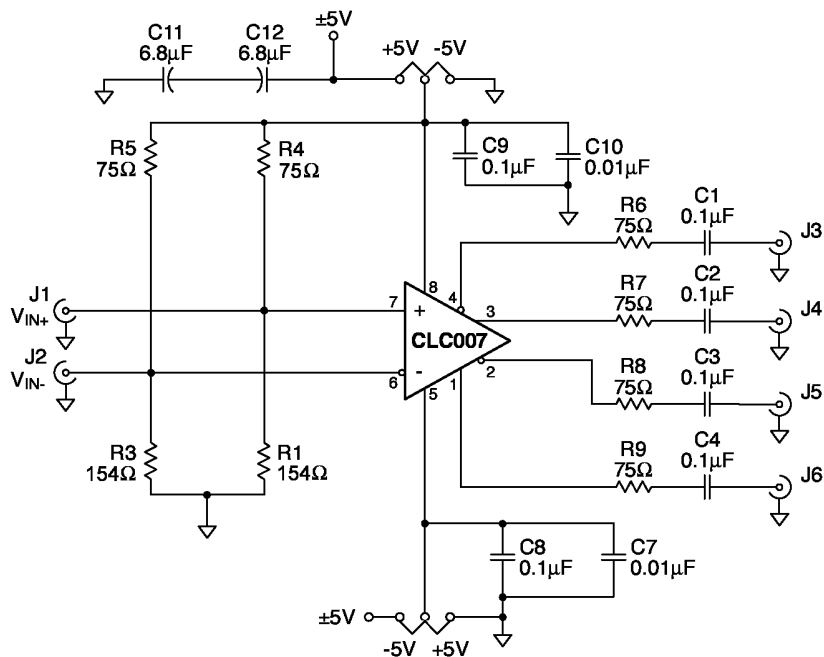 C11
6.8µF
C12
6.8µF
±5V
+5V
-5V
R5
75Ω
R4
75Ω
C9
0.1µF
C10
0.01µF
R6
75Ω
C1
0.1µF
J3
J1
VIN+
7
+
8
4
3
R7
75Ω
C2
0.1µF
J4
CLC007
J2
VIN-
6
-
5
1
2
R8
75Ω
C3
0.1µF
J5
R3
154Ω
R1
154Ω
R9
75Ω
C4
0.1µF
J6
C8
0.1µF
C7
0.01µF
±5V
-5V
+5V